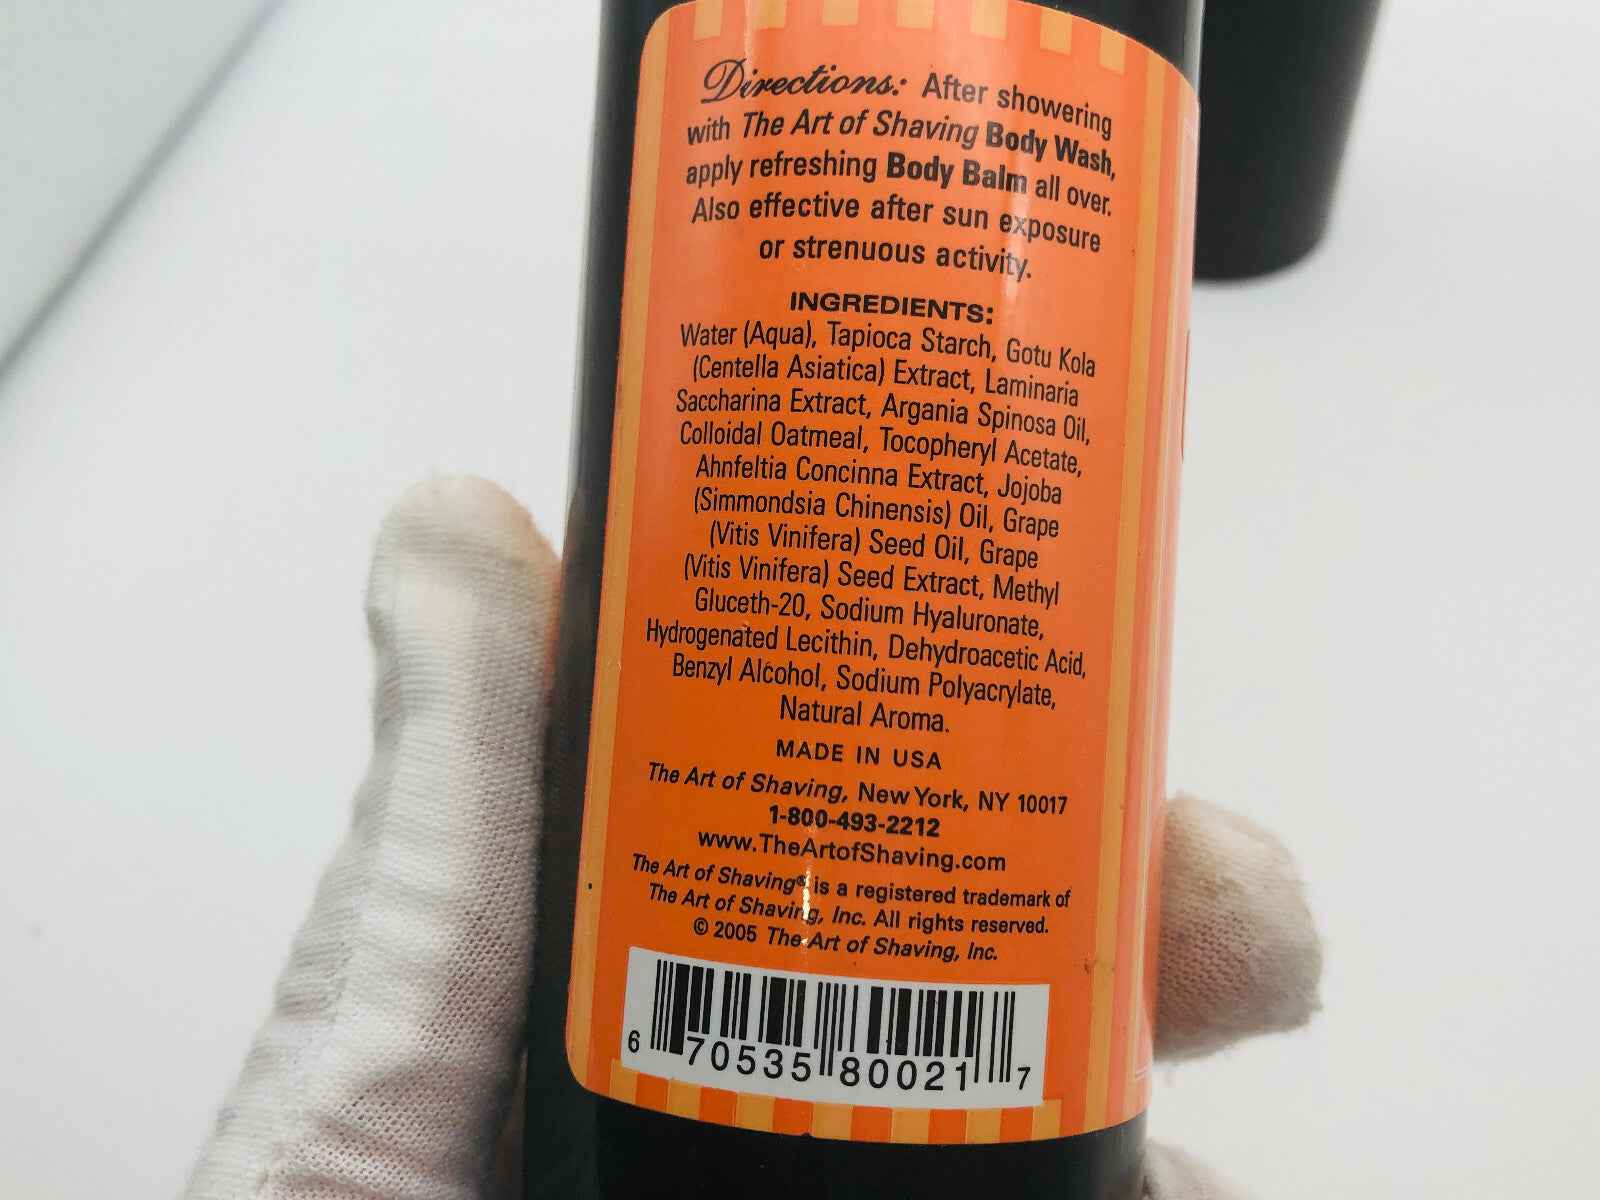 Directions: After showering
with The Art of Shaving Body Wash,
apply refreshing Body Balm all over.
Also effective after sun exposure
or strenuous activity.
INGREDIENTS:
Water (Aqua), Tapioca Starch, Gotu Kola
(Centella Asiatica) Extract, Laminaria
Saccharina Extract, Argania Spinosa Oil,
Colloidal Oatmeal, Tocopheryl Acetate,
Ahnfeltia Concinna Extract, Jojoba
(Simmondsia Chinensis) Oil, Grape
(Vitis Vinifera) Seed Oil, Grape
(Vitis Vinifera) Seed Extract, Methyl
Gluceth-20, Sodium Hyaluronate,
Hydrogenated Lecithin, Dehydroacetic Acid,
Benzyl Alcohol, Sodium Polyacrylate,
Natural Aroma.
MADE IN USA
The Art of Shaving, New York, NY 10017
1-800-493-2212
www.TheArtofShaving.com
The Art of Shaving® is a registered trademark of
The Art of Shaving, Inc. All rights reserved.
© 2005 The Art of Shaving, Inc.
6 70535 80021 7